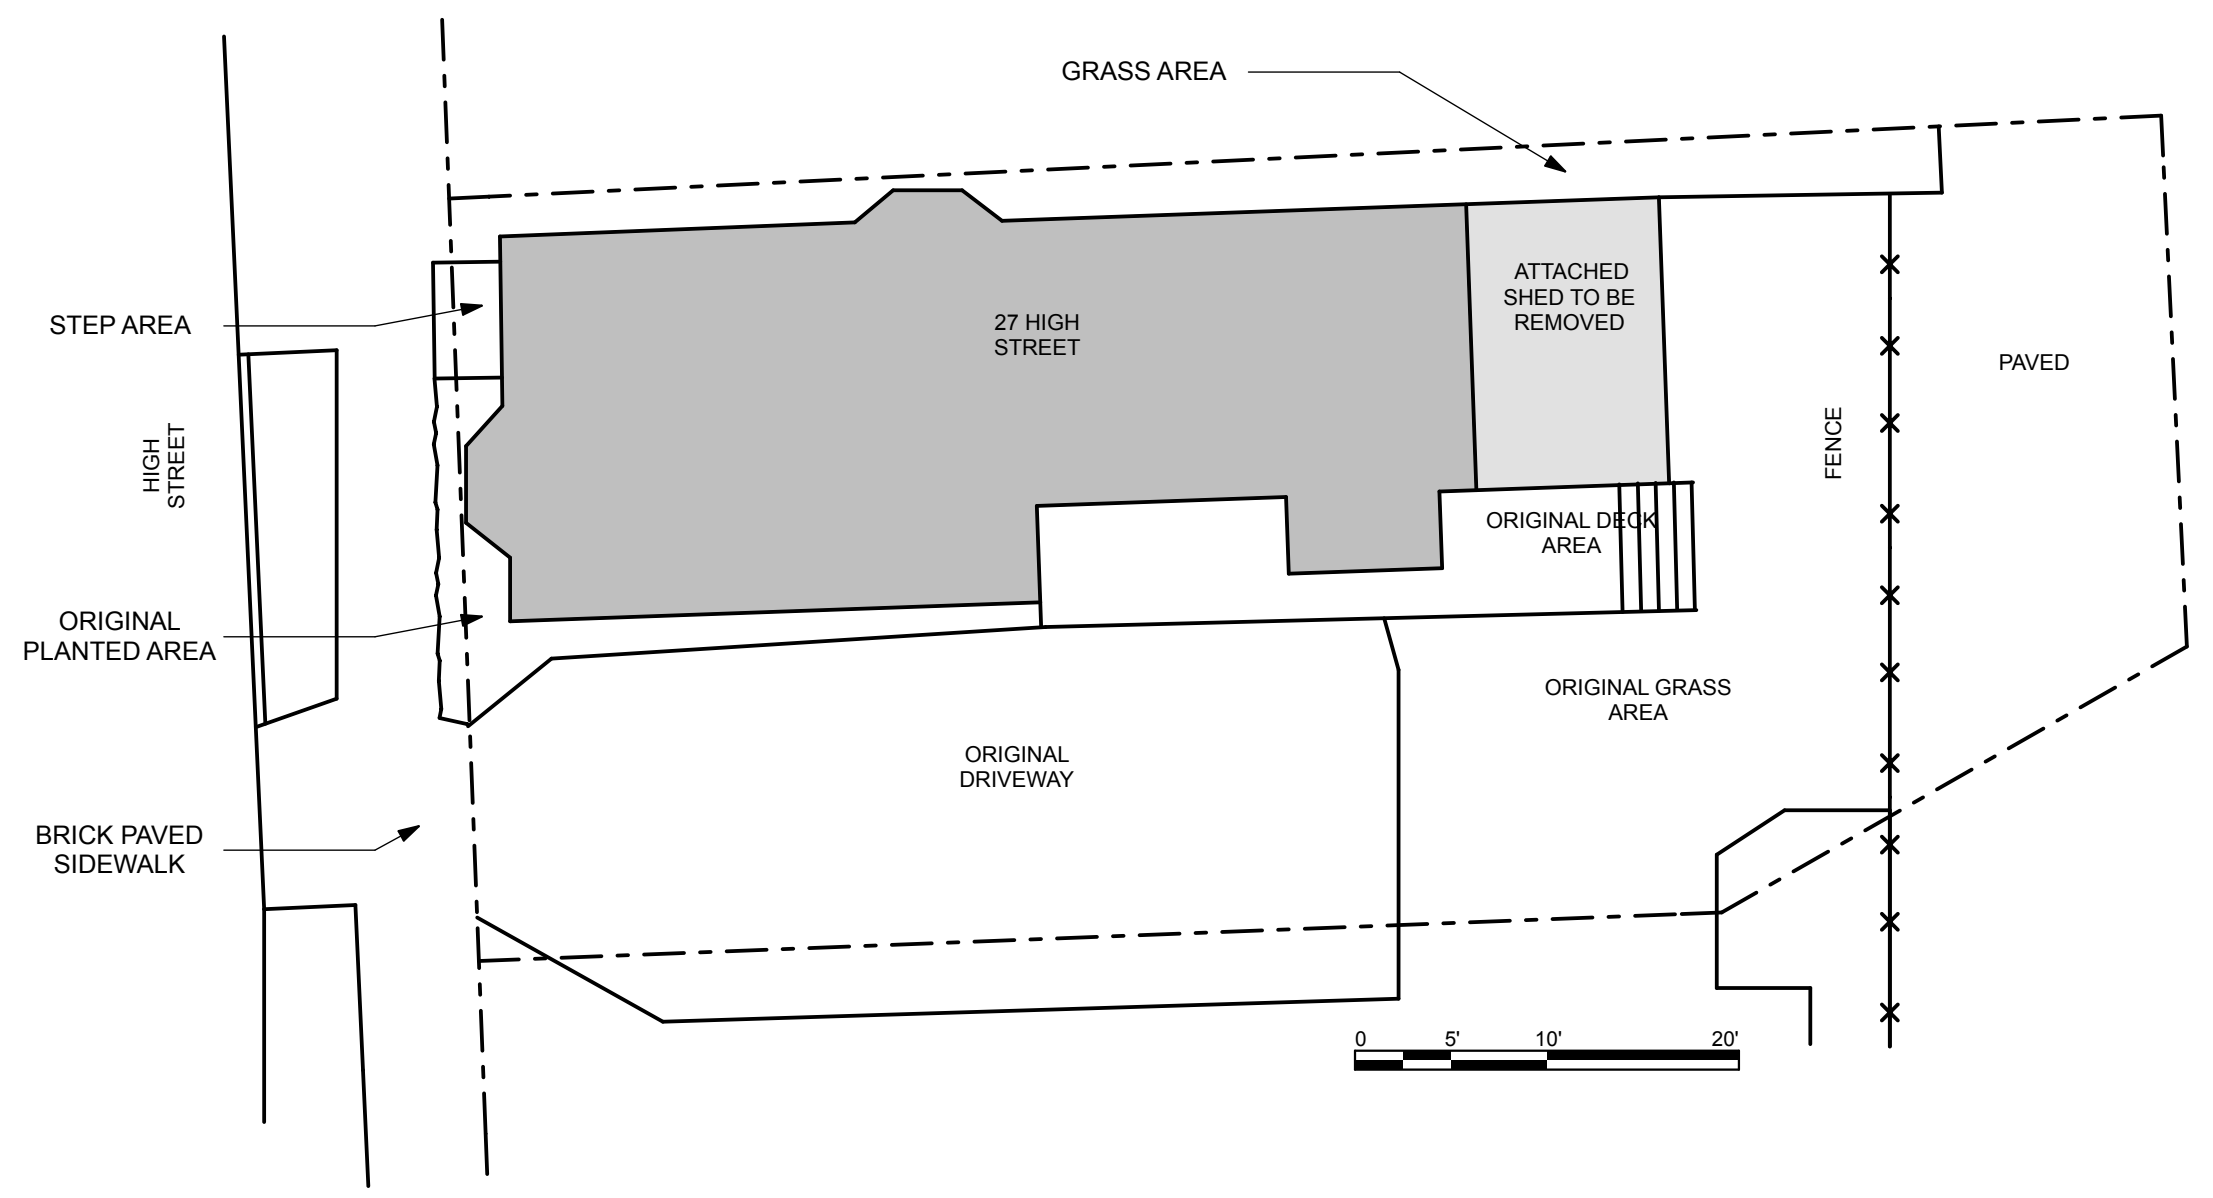 GRASS AREA
STEP AREA
27 HIGH
STREET
ATTACHED
SHED TO BE
REMOVED
PAVED
FENCE
HIGH
STREET
ORIGINAL DECK
AREA
ORIGINAL
PLANTED AREA
ORIGINAL GRASS
AREA
ORIGINAL
DRIVEWAY
BRICK PAVED
SIDEWALK
0 5' 10' 20'